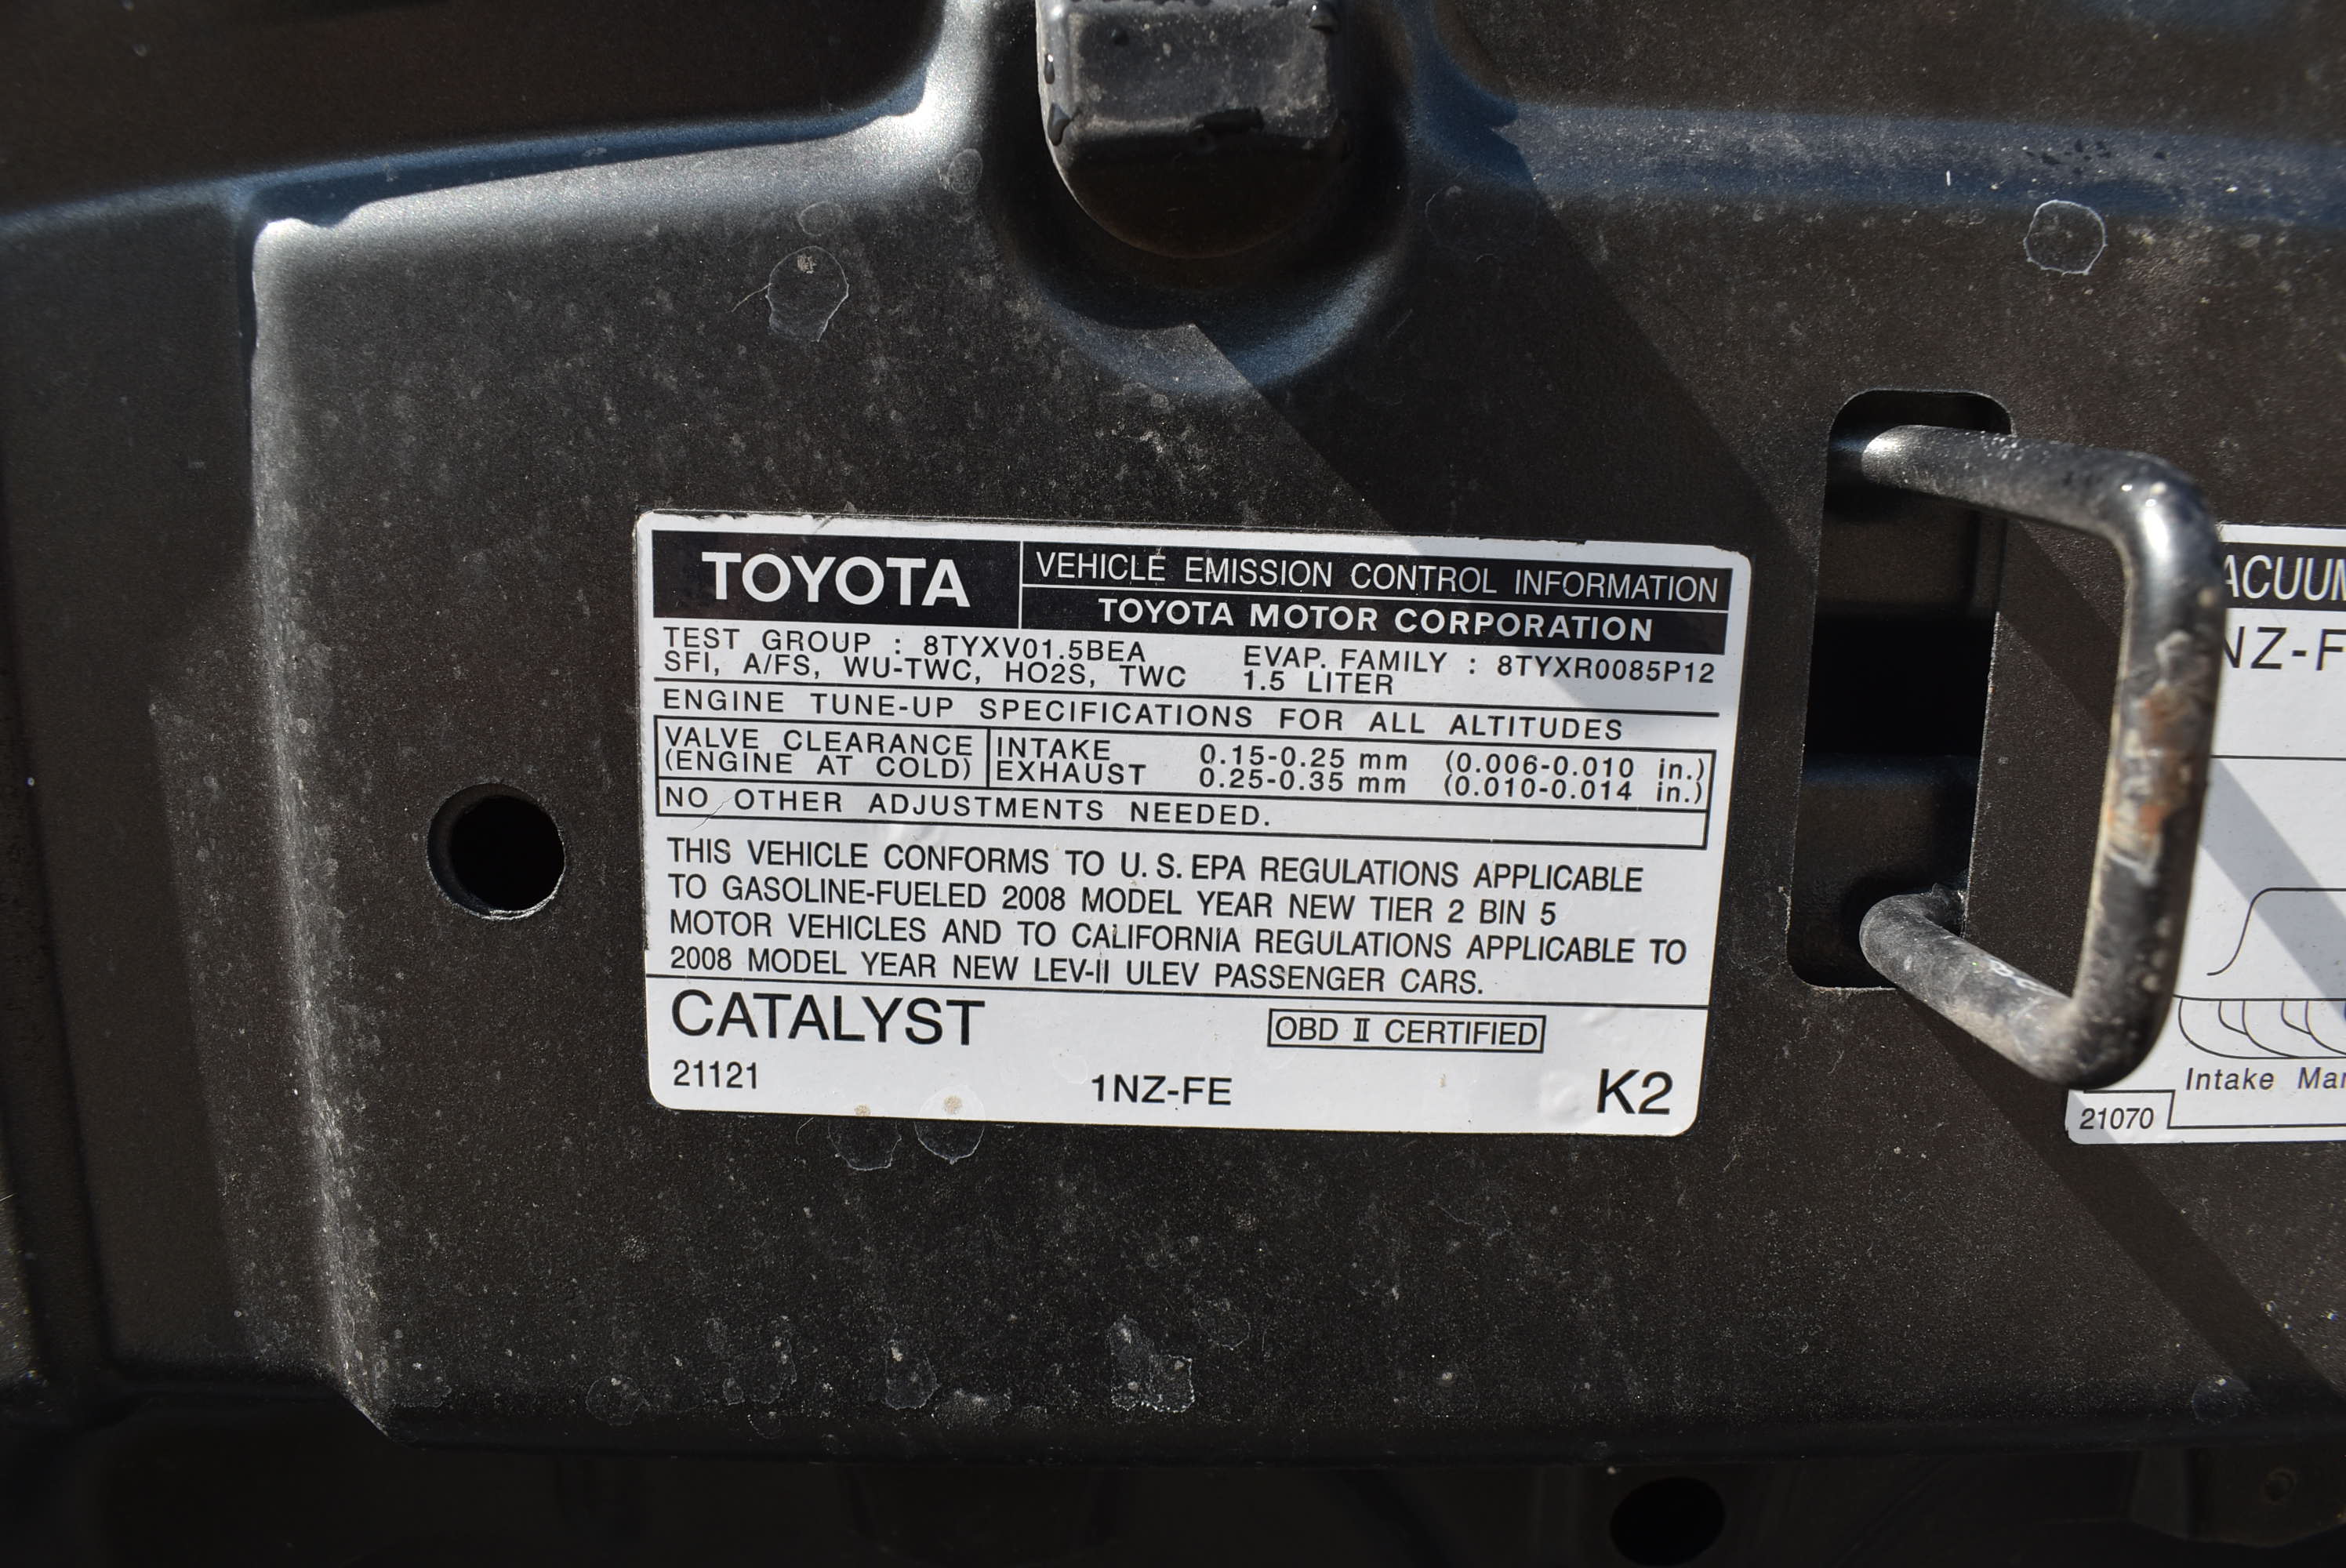 TOYOTA
VEHICLE EMISSION CONTROL INFORMATION
TOYOTA MOTOR CORPORATION
TEST GROUP : 8TYXV01.5BEA
EVAP. FAMILY : 8TYXR0085P12
SFI, A/FS, WU-TWC, HO2S, TWC
1.5 LITER
ENGINE TUNE-UP SPECIFICATIONS FOR ALL ALTITUDES
VALVE CLEARANCE
(ENGINE AT COLD)
INTAKE 0.15-0.25 mm (0.006-0.010 in.)
EXHAUST 0.25-0.35 mm (0.010-0.014 in.)
NO OTHER ADJUSTMENTS NEEDED.
THIS VEHICLE CONFORMS TO U.S. EPA REGULATIONS APPLICABLE
TO GASOLINE-FUELED 2008 MODEL YEAR NEW TIER 2 BIN 5
MOTOR VEHICLES AND TO CALIFORNIA REGULATIONS APPLICABLE TO
2008 MODEL YEAR NEW LEV-II ULEV PASSENGER CARS.
CATALYST
OBD II CERTIFIED
21121
1NZ-FE
K2
Intake
21070